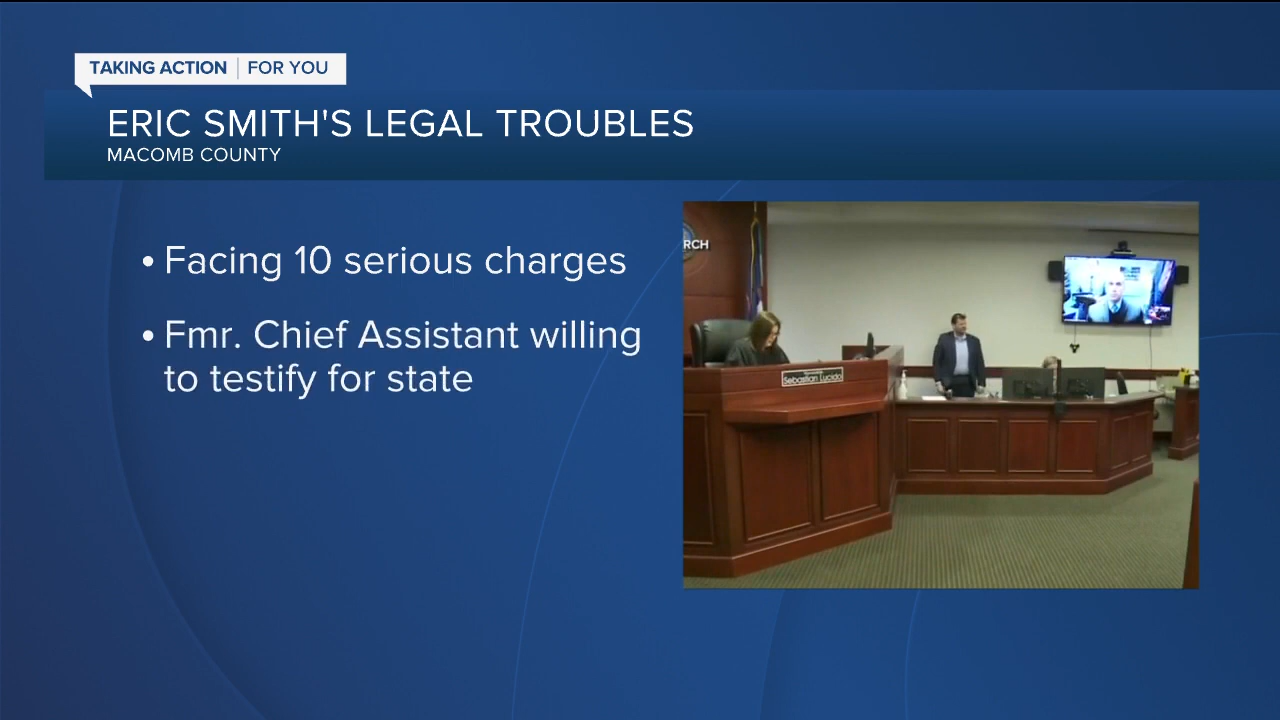 TAKING ACTION | FOR YOU
ERIC SMITH'S LEGAL TROUBLES
MACOMB COUNTY
• Facing 10 serious charges
• Fmr. Chief Assistant willing
to testify for state
RCH
Sebastian Lucido